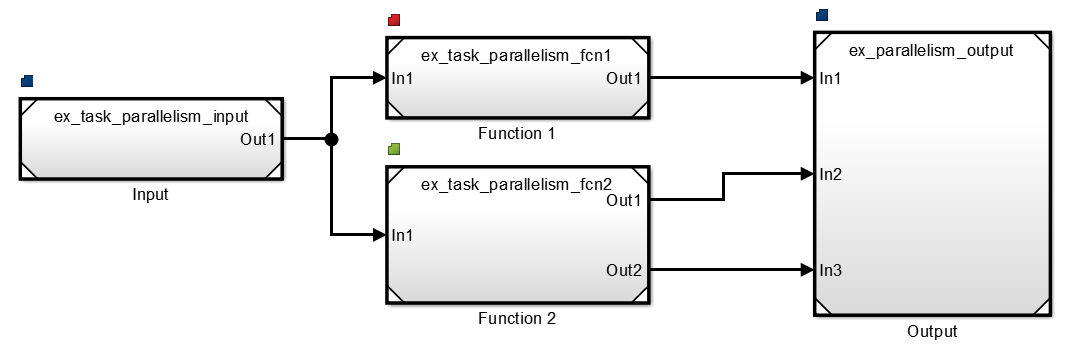 ex_task_parallelism_input
Out1
Input
ex_task_parallelism_fcn1
In1
Out1
Function 1
ex_task_parallelism_fcn2
Out1
In1
Out2
Function 2
ex_parallelism_output
In1
In2
In3
Output